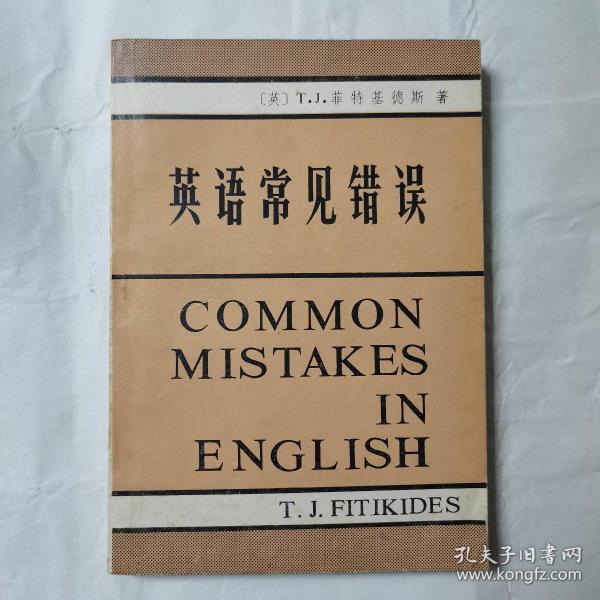 〔英〕T.J.菲特基德斯 著
英语常见错误
COMMON
MISTAKES
IN
ENGLISH
T. J. FITIKIDES
孔夫子旧書网
www.kongfz.com